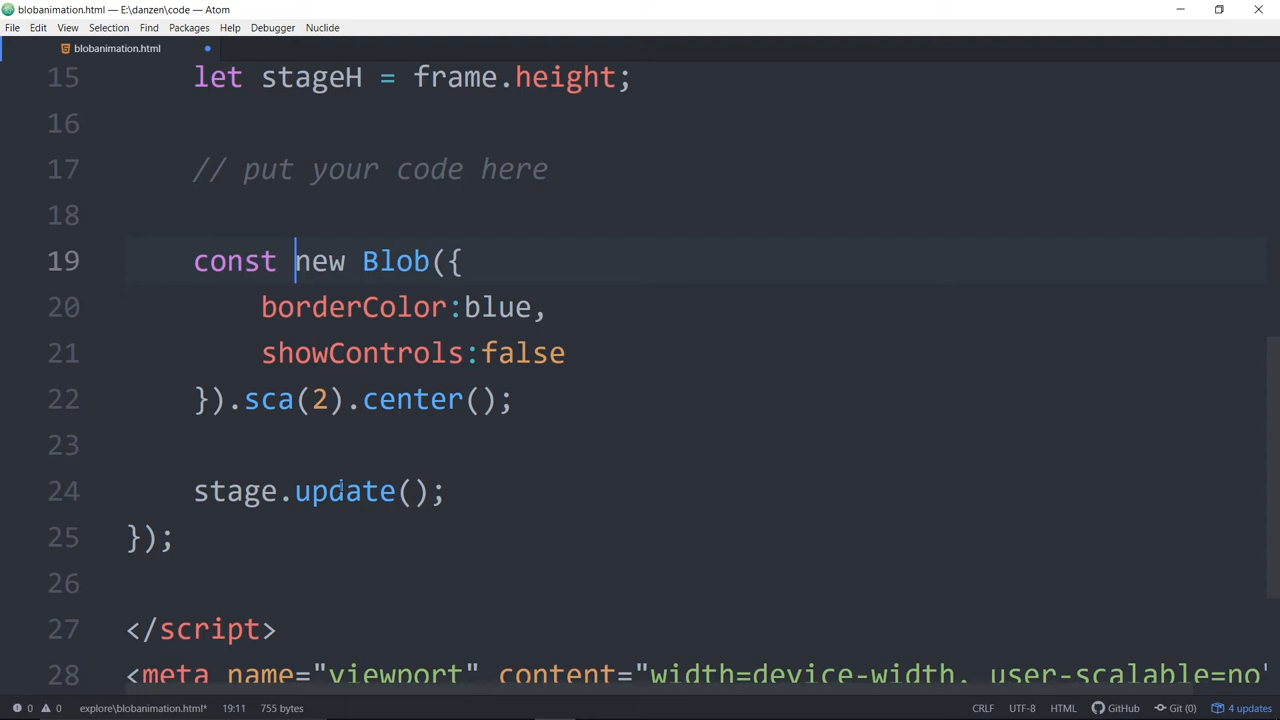 blobanimation.html — E:\danzen\code — Atom
File Edit View Selection Find Packages Help Debugger Nuclide
blobanimation.html
15 let stageH = frame.height;
16
17 // put your code here
18
19 const new Blob({
20 borderColor:blue,
21 showControls:false
22 }).sca(2).center();
23
24 stage.update();
25 });
26
27 </script>
28 <meta name="viewport" content="width=device-width, user-scalable=no"
0 0 explore\blobanimation.html* 19:11 755 bytes CRLF UTF-8 HTML GitHub Git (0) 4 updates